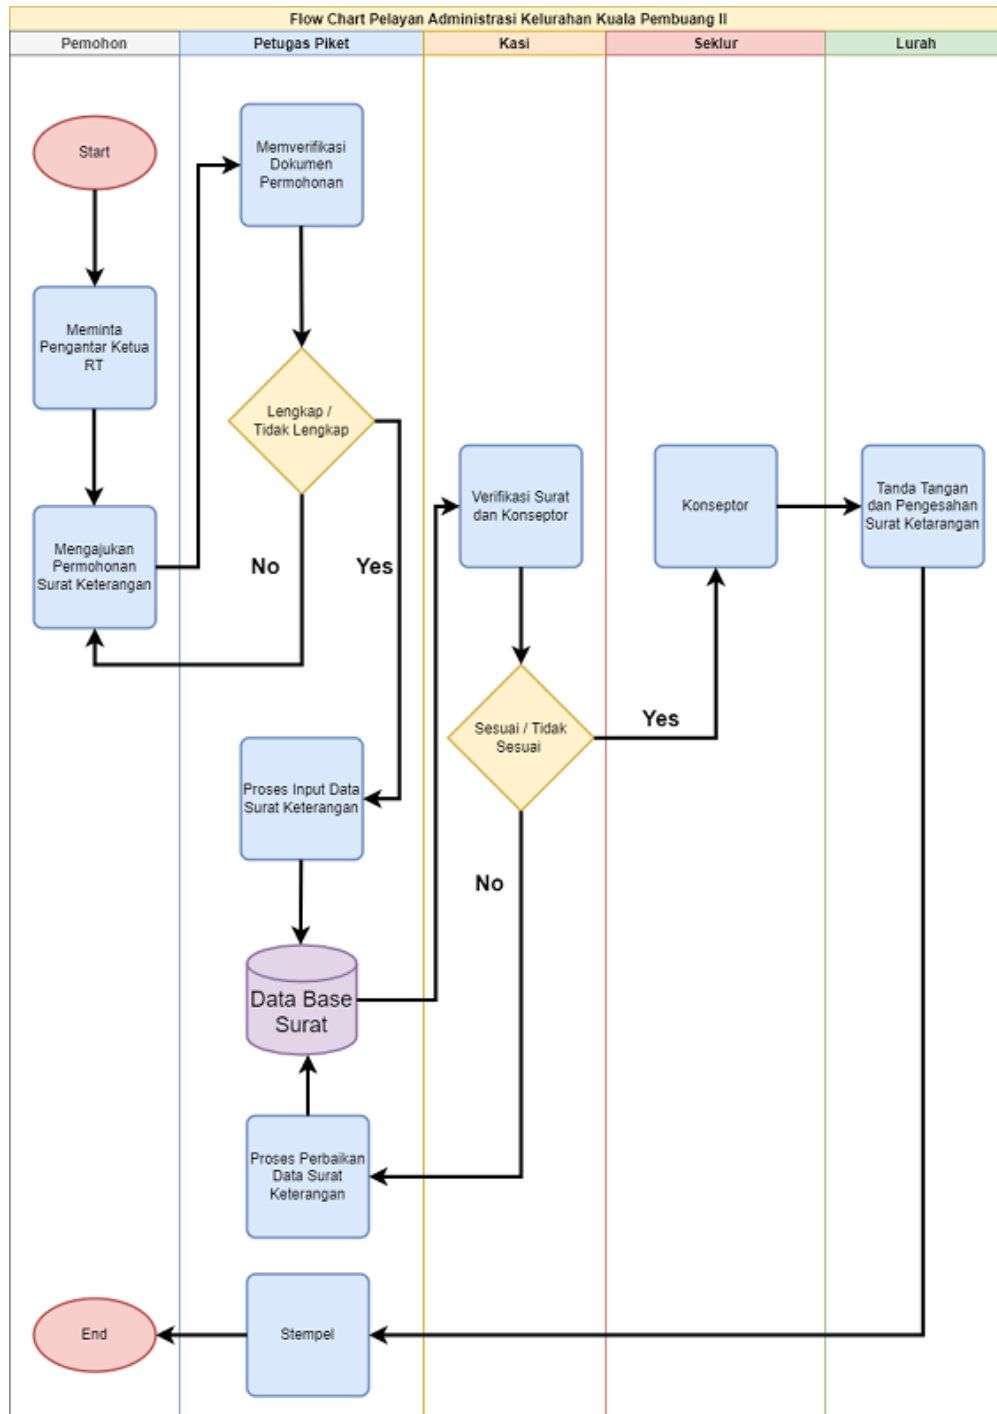 Flow Chart Pelayan Administrasi Kelurahan Kuala Pembuang II
Pemohon
Petugas Piket
Kasi
Seklur
Lurah
Start
Memverifikasi
Dokumen
Permohonan
Meminta
Pengantar Ketua
RT
Lengkap /
Tidak Lengkap
Mengajukan
Permohonan
Surat Keterangan
No
Yes
Verifikasi Surat
dan Konseptor
Konseptor
Tanda Tangan
dan Pengesahan
Surat Ketarangan
Sesuai / Tidak
Sesuai
Yes
No
Proses Input Data
Surat Keterangan
Data Base
Surat
Proses Perbaikan
Data Surat
Keterangan
Stempel
End